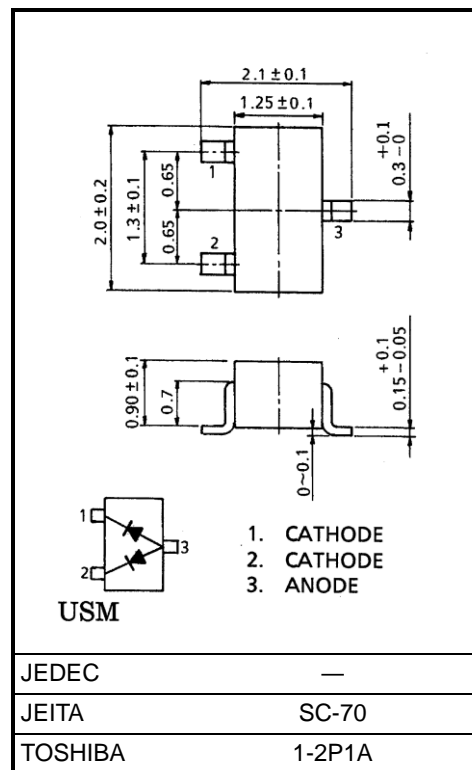 2.1±0.1
1.25±0.1
+0.1
0.3-0
2.0±0.2
1.3±0.1
0.65
0.65
1
2
3
0.90±0.1
0.7
+0.1
0.15-0.05
0~0.1
1
2
3
1. CATHODE
2. CATHODE
3. ANODE
USM
JEDEC —
JEITA SC-70
TOSHIBA 1-2P1A